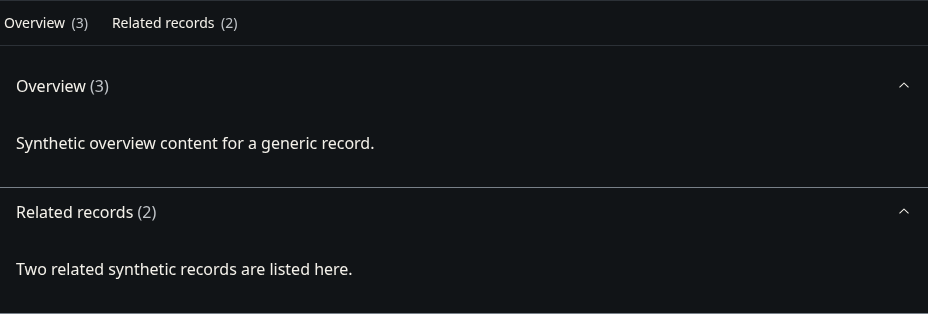 Overview (3) Related records (2)
Overview (3)
Synthetic overview content for a generic record.
Related records (2)
Two related synthetic records are listed here.